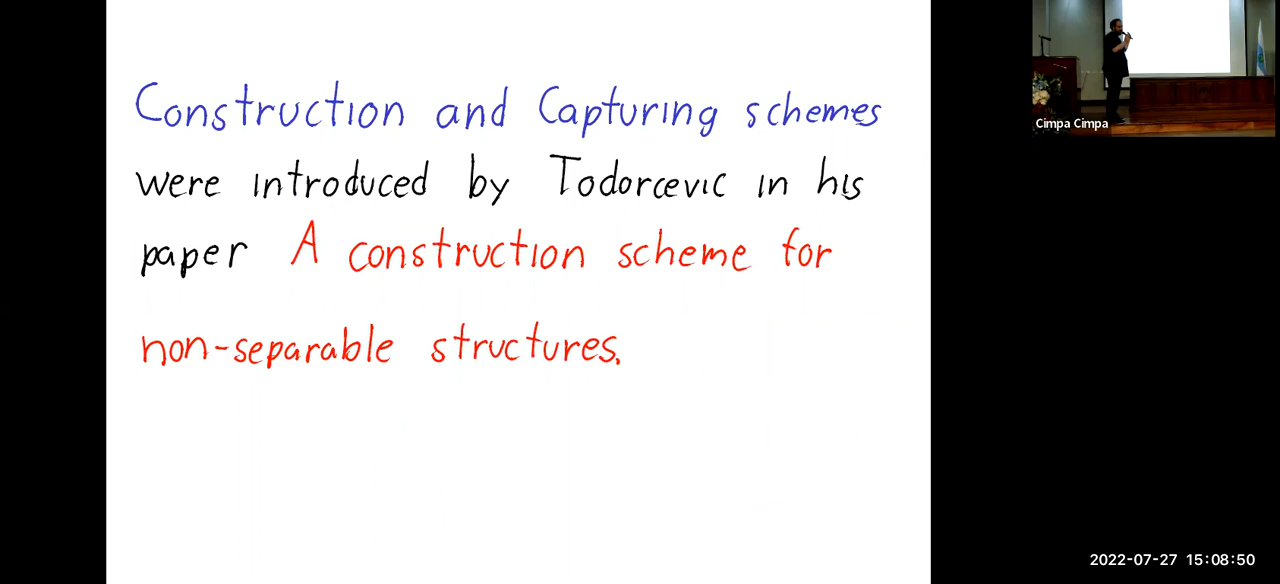 Construction and Capturing schemes
were introduced by Todorcevic in his
paper A construction scheme for
non-separable structures.
Cimpa Cimpa
2022-07-27 15:08:50